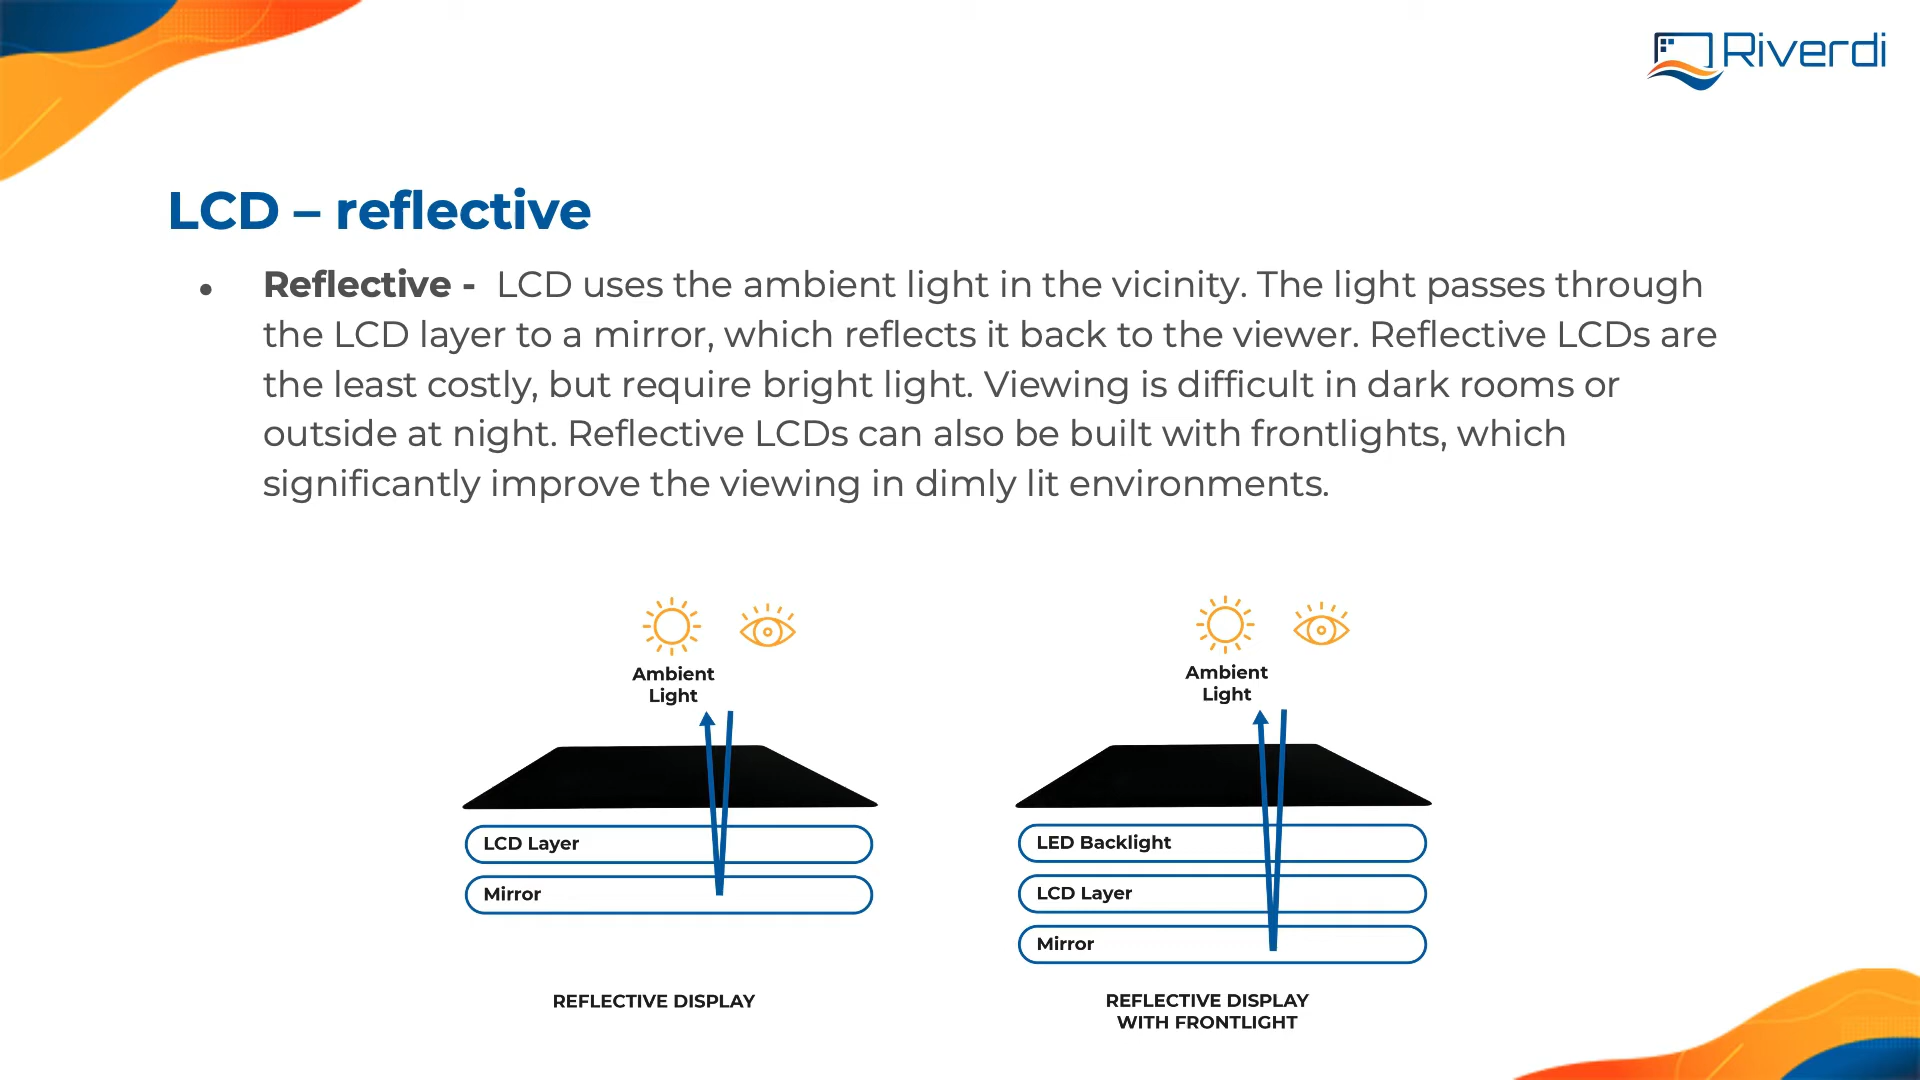 Riverdi
LCD – reflective
• Reflective - LCD uses the ambient light in the vicinity. The light passes through
the LCD layer to a mirror, which reflects it back to the viewer. Reflective LCDs are
the least costly, but require bright light. Viewing is difficult in dark rooms or
outside at night. Reflective LCDs can also be built with frontlights, which
significantly improve the viewing in dimly lit environments.
Ambient
Light
LCD Layer
Mirror
REFLECTIVE DISPLAY
Ambient
Light
LED Backlight
LCD Layer
Mirror
REFLECTIVE DISPLAY
WITH FRONTLIGHT